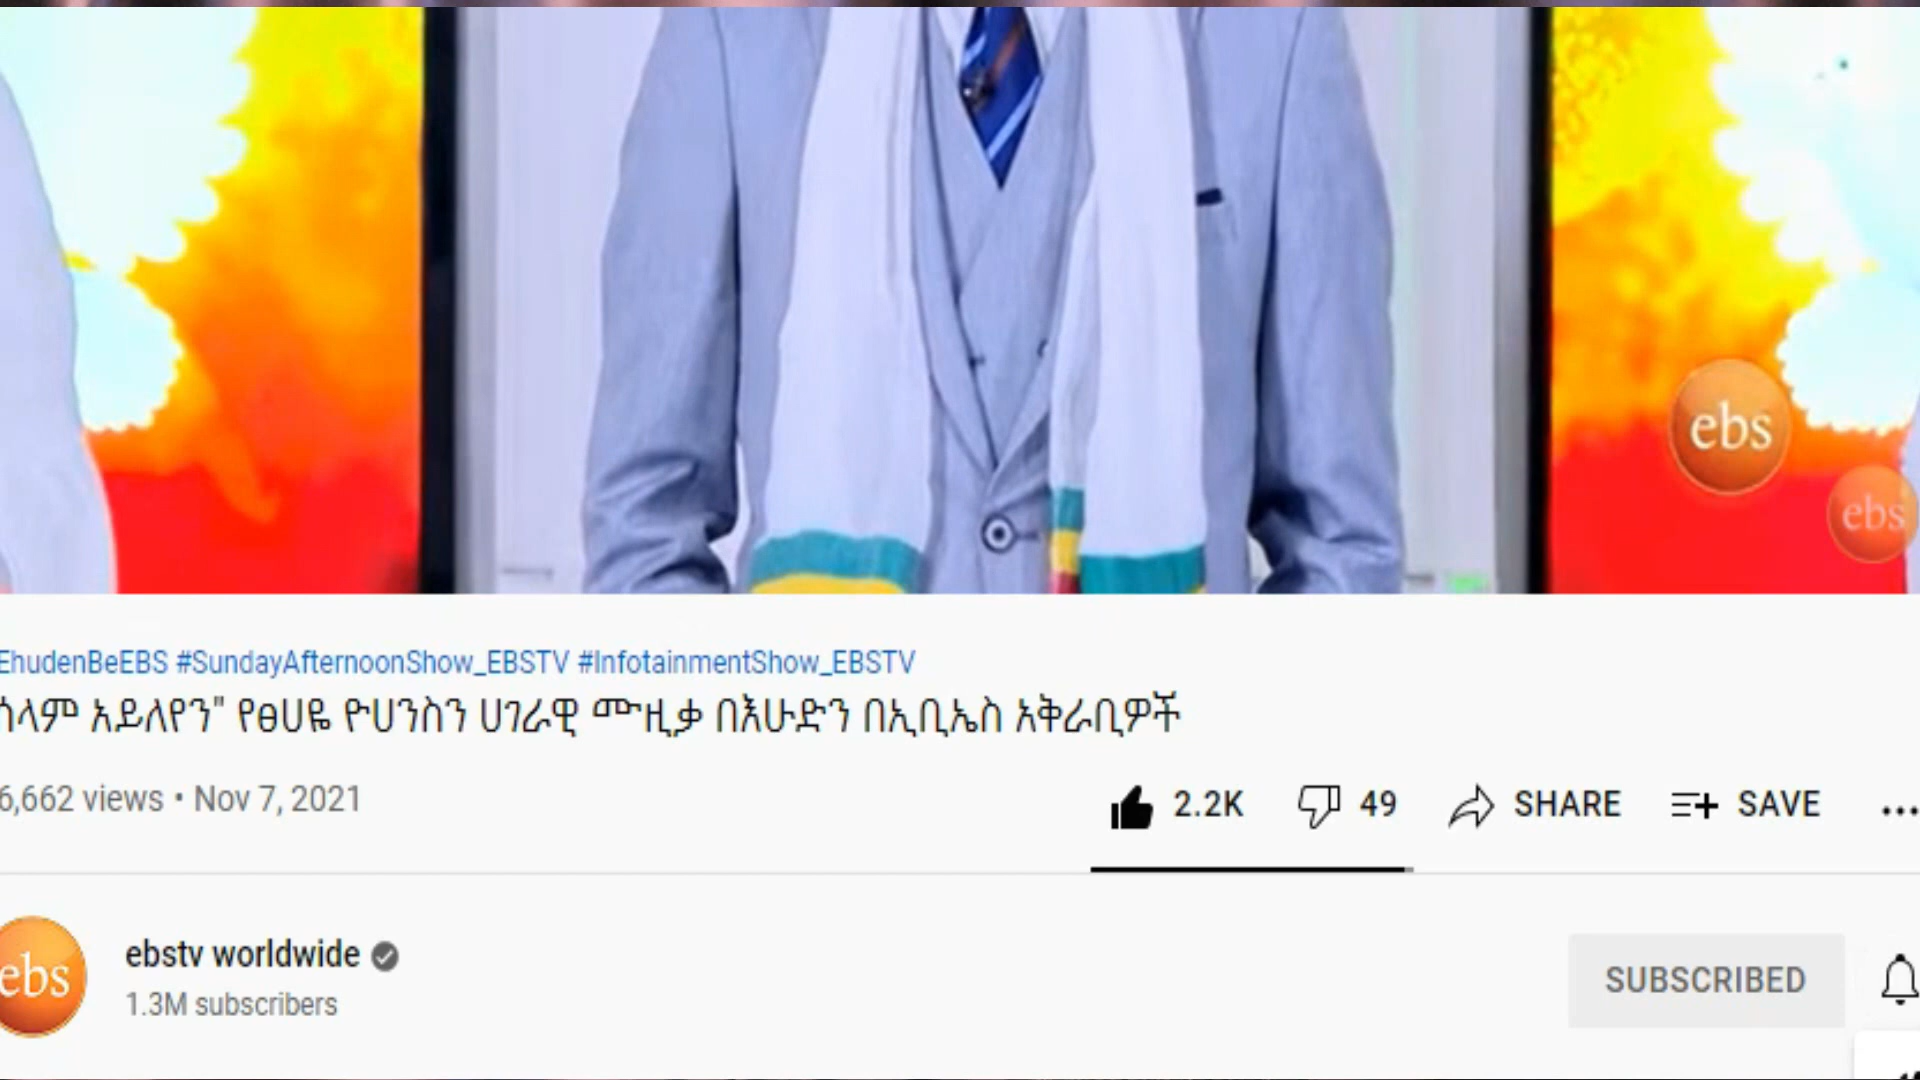 ebs
ebs
EhudenBeEBS #SundayAfternoonShow_EBSTV #InfotainmentShow_EBSTV
ሰላም አይለየን" የፀሀዬ ዮሀንስን ሀገራዊ ሙዚቃ በእሁድን በኢቢኤስ አቅራቢዎች
6,662 views • Nov 7, 2021
2.2K 49 SHARE SAVE
ebs
ebstv worldwide
1.3M subscribers
SUBSCRIBED